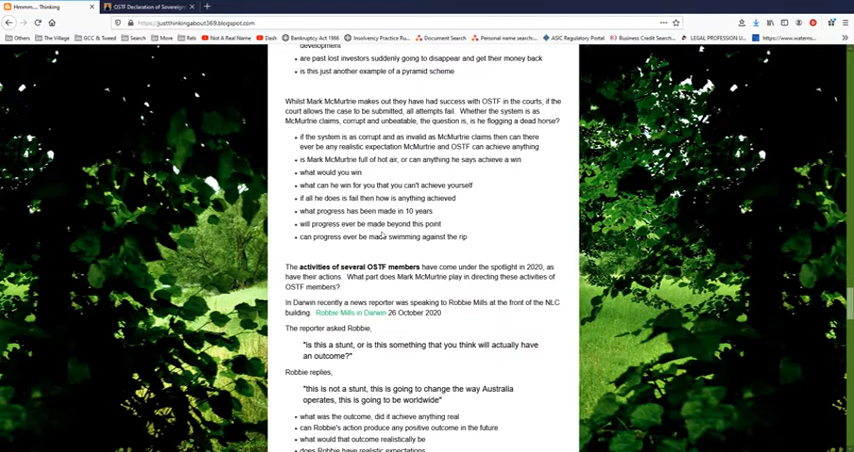 Hmmm.... Thinking
OSTF Declaration of Sovereign
https://justthinkingabout369.blogspot.com
Others
The Village
GCC & Tweed
Search
Not A Real Name
DuckGo
Bankruptcy Act 1966
Insolvency Practice Ru...
Document Search
Personal name search...
ASIC Regulatory Portal
Business Credit Search...
LEGAL PROFESSION U...
https://www.waterns...
development
• are past lost investors suddenly going to disappear and get their money back
• is this just another example of a pyramid scheme
Whilst Mark McMurtrie makes out they have had success with OSTF in the courts, if the
court allows the case to be submitted, all attempts fail. Whether the system is as
McMurtrie claims, corrupt and unbeatable, the question is, is he flogging a dead horse?
• if the system is as corrupt and as invalid as McMurtrie claims then can there
ever be any realistic expectation McMurtrie and OSTF can achieve anything
• is Mark McMurtrie full of hot air, or can anything he says achieve a win
• what would you win
• what can he win for you that you can't achieve yourself
• if all he does is fail then how is anything achieved
• what progress has been made in 10 years
• will progress ever be made beyond this point
• can progress ever be made swimming against the rip
The activities of several OSTF members have come under the spotlight in 2020, as
have their actions. What part does Mark McMurtrie play in directing these activities of
OSTF members?
In Darwin recently a news reporter was speaking to Robbie Mills at the front of the NLC
building. Robbie Mills in Darwin 26 October 2020
The reporter asked Robbie,
"is this a stunt, or is this something that you think will actually have
an outcome?"
Robbie replies,
"this is not a stunt, this is going to change the way Australia
operates, this is going to be worldwide"
• what was the outcome, did it achieve anything real
• can Robbie's action produce any positive outcome in the future
• what would that outcome realistically be
• does Robbie have realistic expectations